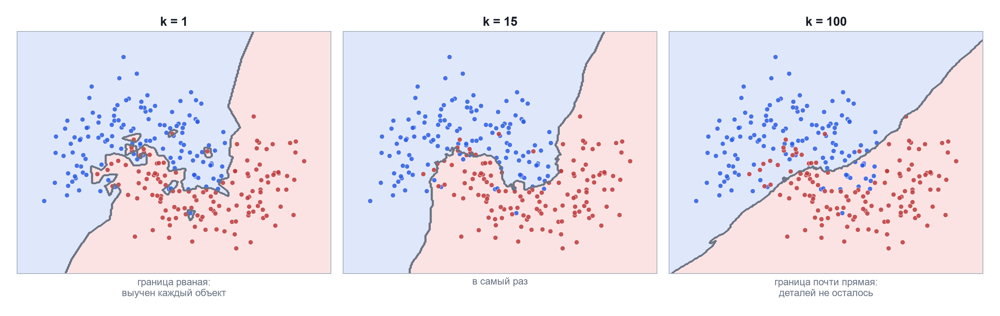 k = 1
k = 15
k = 100
граница рваная:
выучен каждый объект
в самый раз
граница почти прямая:
деталей не осталось